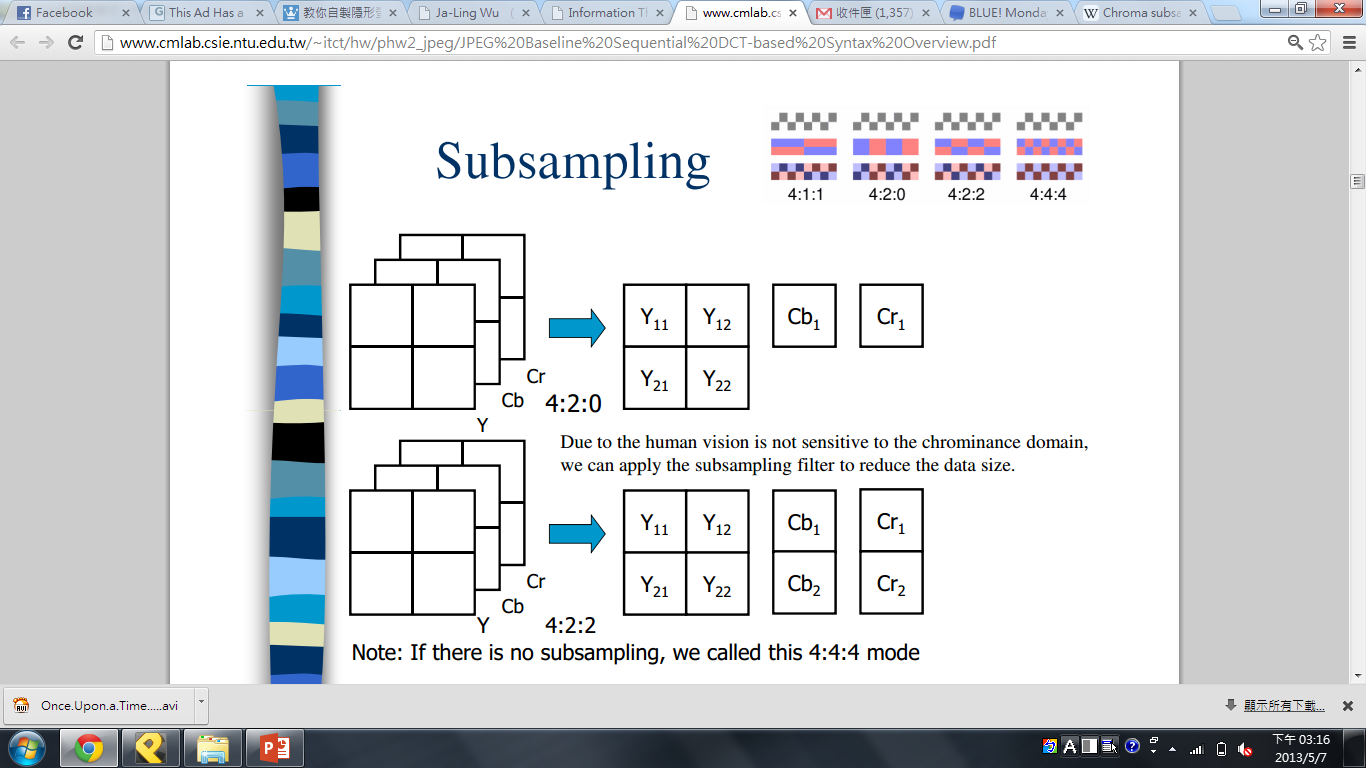 Facebook
This Ad Has a
教你自製隱形
Ja-Ling Wu (
Information Th
www.cmlab.cs
收件匣 (1,357)
BLUE! Monda
Chroma subsa
www.cmlab.csie.ntu.edu.tw/~itct/hw/phw2_jpeg/JPEG%20Baseline%20Sequential%20DCT-based%20Syntax%20Overview.pdf
Subsampling
4:1:1
4:2:0
4:2:2
4:4:4
Y11
Y12
Cb1
Cr1
Y21
Y22
Cr
Cb
Y
4:2:0
Due to the human vision is not sensitive to the chrominance domain,
we can apply the subsampling filter to reduce the data size.
Y11
Y12
Cb1
Cr1
Y21
Y22
Cb2
Cr2
Cr
Cb
Y
4:2:2
Note: If there is no subsampling, we called this 4:4:4 mode
Once.Upon.a.Time.....avi
顯示所有下載...
下午 03:16
2013/5/7